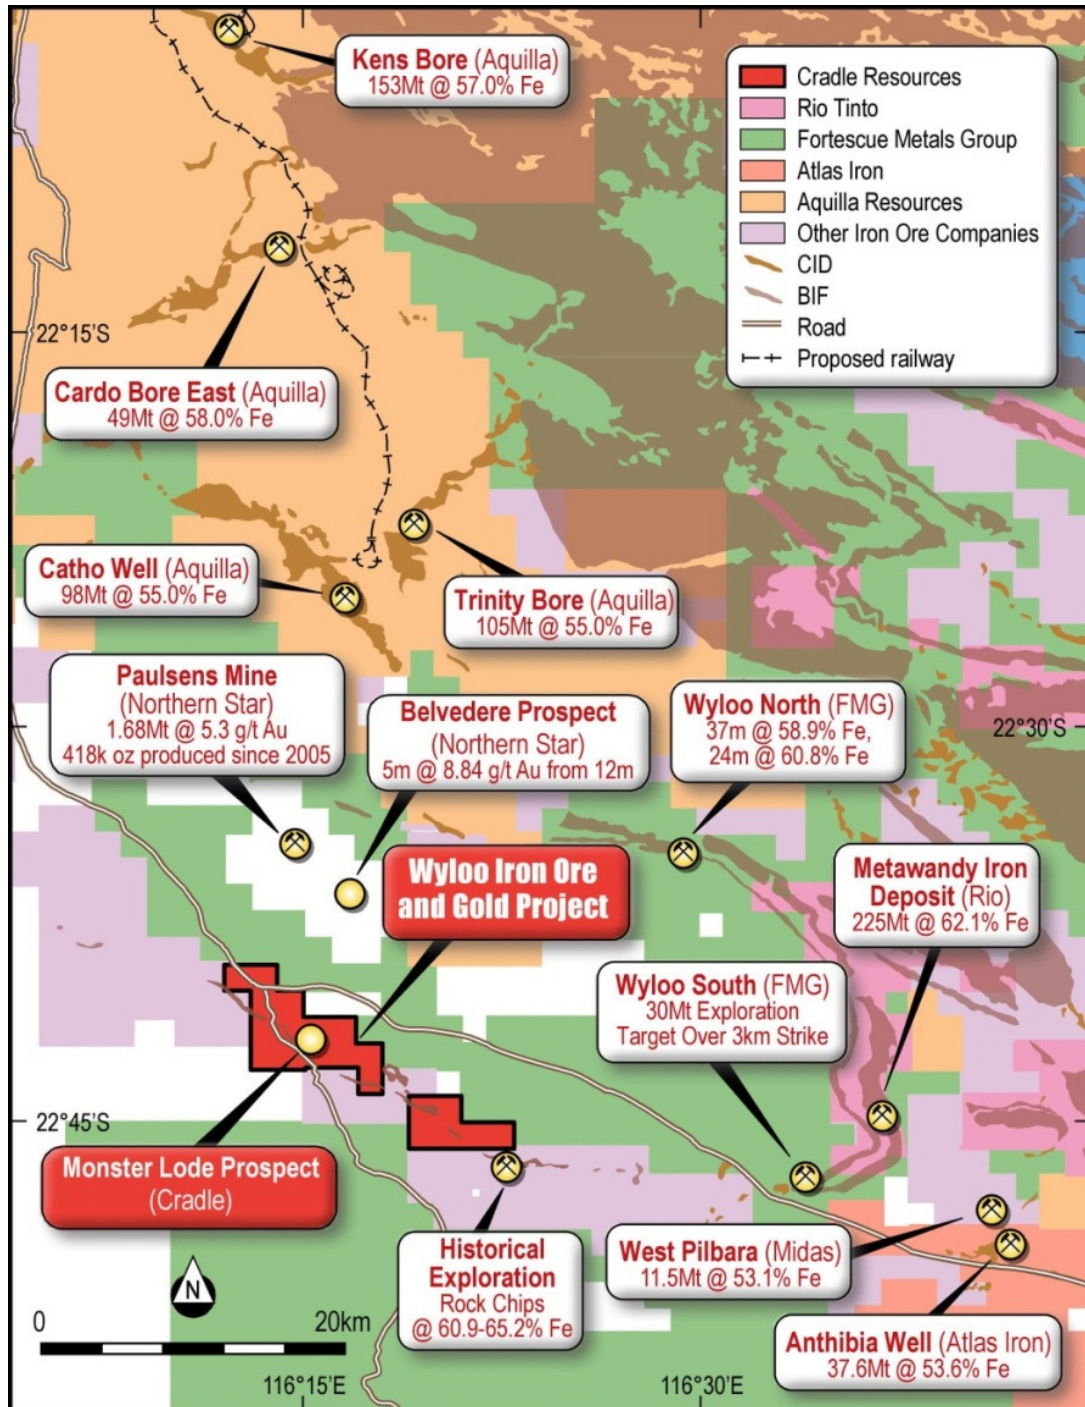 Kens Bore (Aquilla)
153Mt @ 57.0% Fe
Cradle Resources
Rio Tinto
Fortescue Metals Group
Atlas Iron
Aquilla Resources
Other Iron Ore Companies
CID
BIF
Road
Proposed railway
22°15'S
Cardo Bore East (Aquilla)
49Mt @ 58.0% Fe
Catho Well (Aquilla)
98Mt @ 55.0% Fe
Trinity Bore (Aquilla)
105Mt @ 55.0% Fe
Paulsens Mine
(Northern Star)
1.68Mt @ 5.3 g/t Au
418k oz produced since 2005
Belvedere Prospect
(Northern Star)
5m @ 8.84 g/t Au from 12m
Wyloo North (FMG)
37m @ 58.9% Fe,
24m @ 60.8% Fe
22°30'S
Wyloo Iron Ore
and Gold Project
Metawandy Iron
Deposit (Rio)
225Mt @ 62.1% Fe
Wyloo South (FMG)
30Mt Exploration
Target Over 3km Strike
22°45'S
Monster Lode Prospect
(Cradle)
Historical
Exploration
Rock Chips
@ 60.9-65.2% Fe
West Pilbara (Midas)
11.5Mt @ 53.1% Fe
Anthibia Well (Atlas Iron)
37.6Mt @ 53.6% Fe
N
0 20km
116°15'E 116°30'E